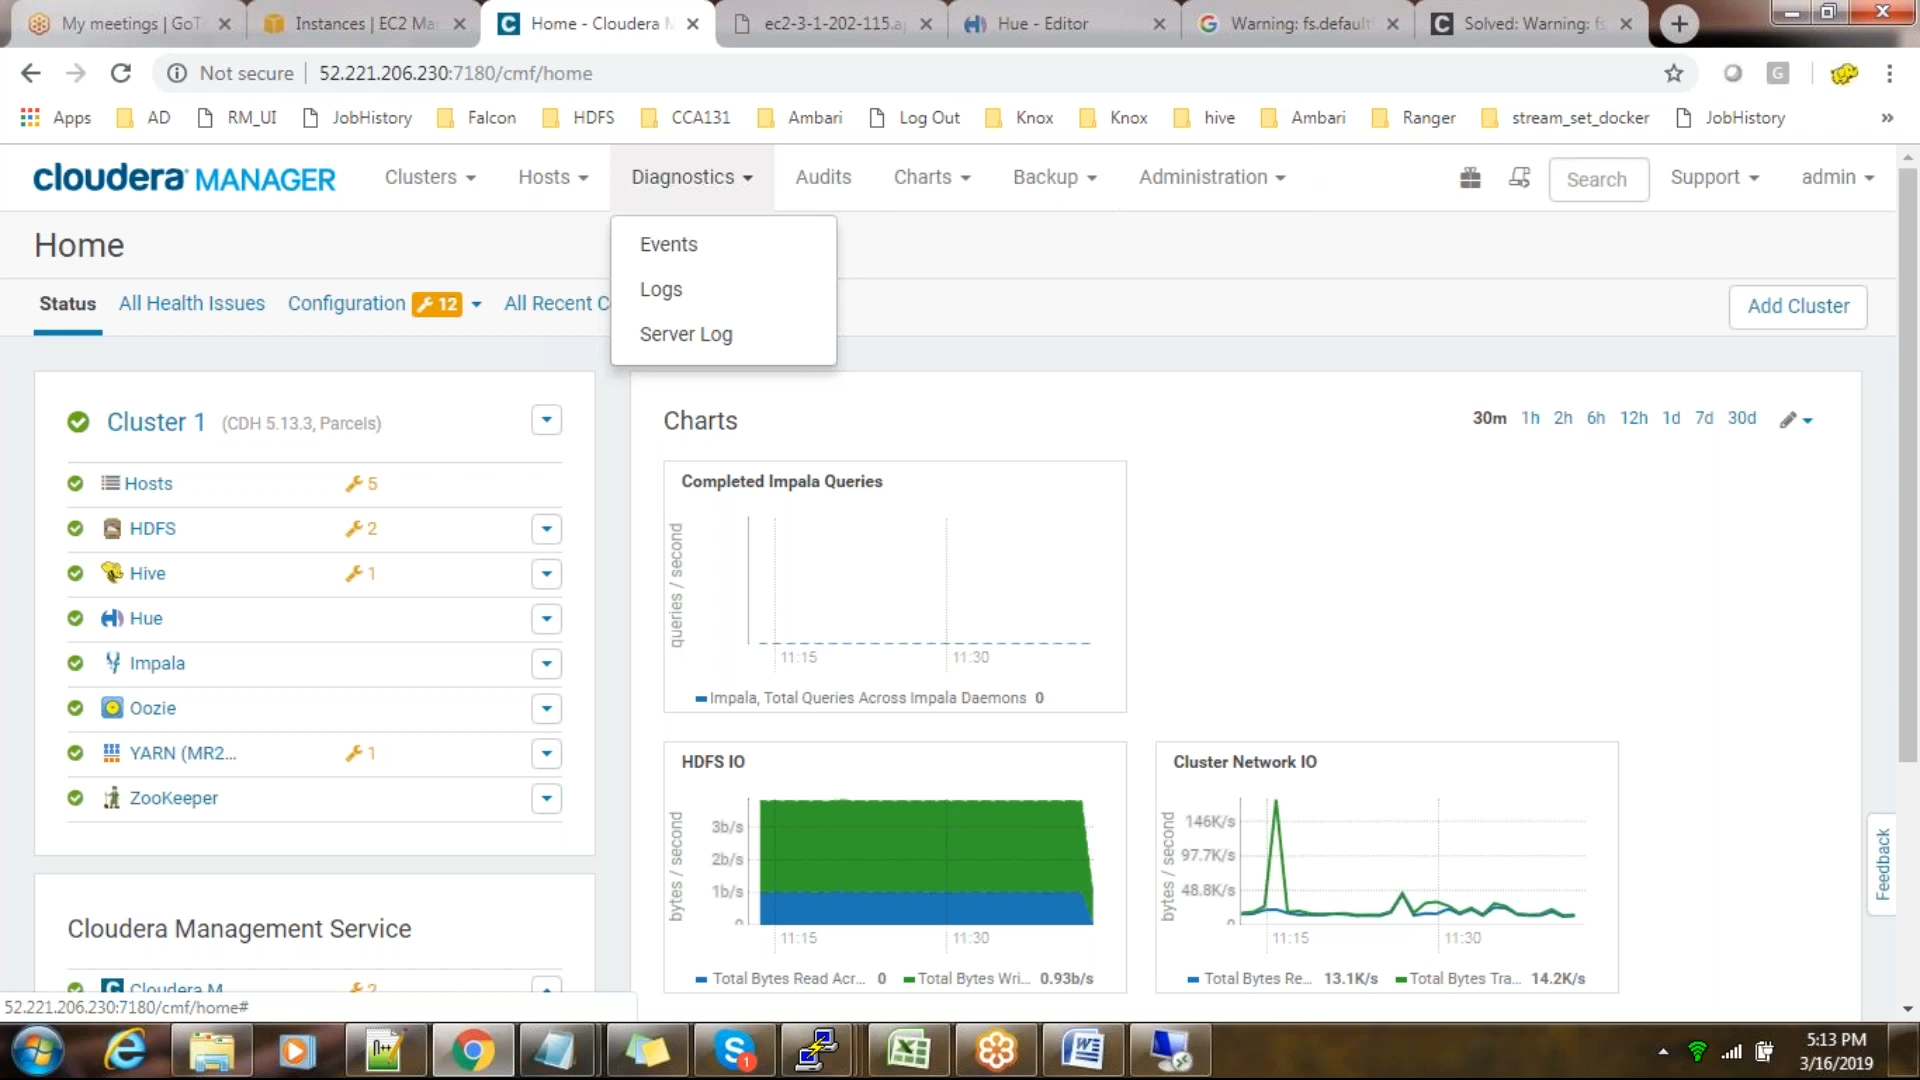 My meetings | GoT
Instances | EC2 Ma
Home - Cloudera M
ec2-3-1-202-115.a
Hue - Editor
Warning: fs.default
Solved: Warning: fs
Not secure
52.221.206.230:7180/cmf/home
G
Apps
AD
RM_UI
JobHistory
Falcon
HDFS
CCA131
Ambari
Log Out
Knox
Knox
hive
Ambari
Ranger
stream_set_docker
JobHistory
»
cloudera MANAGER
Clusters
Hosts
Diagnostics
Audits
Charts
Backup
Administration
Search
Support
admin
Home
Events
Logs
Server Log
Status
All Health Issues
Configuration
12
All Recent C
Add Cluster
Cluster 1 (CDH 5.13.3, Parcels)
Hosts
5
HDFS
2
Hive
1
Hue
Impala
Oozie
YARN (MR2...
1
ZooKeeper
Cloudera Management Service
Cloudera M...
2
Charts
30m 1h 2h 6h 12h 1d 7d 30d
Completed Impala Queries
queries / second
11:15
11:30
Impala, Total Queries Across Impala Daemons 0
HDFS IO
bytes / second
3b/s
2b/s
1b/s
0
11:15
11:30
Total Bytes Read Acr... 0
Total Bytes Wri... 0.93b/s
Cluster Network IO
bytes / second
146K/s
97.7K/s
48.8K/s
0
11:15
11:30
Total Bytes Re... 13.1K/s
Total Bytes Tra... 14.2K/s
Feedback
52.221.206.230:7180/cmf/home#
5:13 PM
3/16/2019